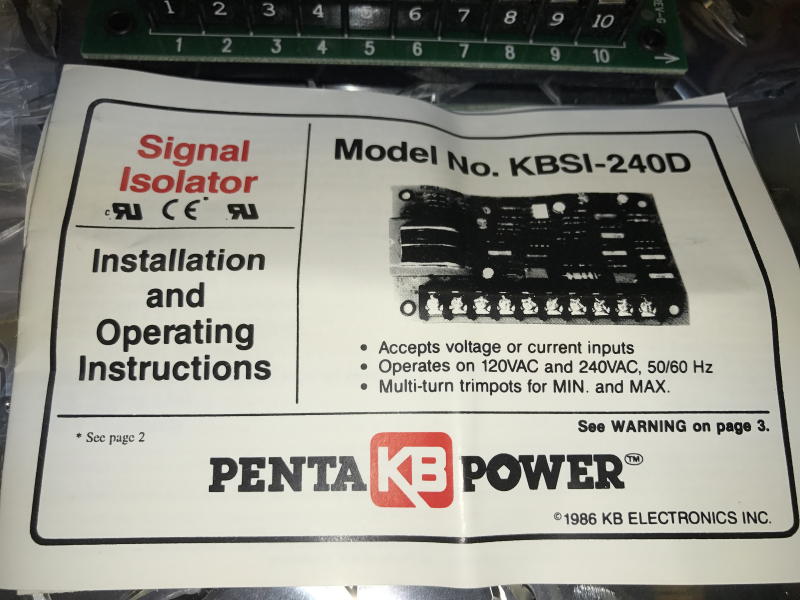 1 2 3 4 5 6 7 8 9 10
1 2 3 4 5 6 7 8 9 10
Signal
Isolator
c RU CE* RU
Installation
and
Operating
Instructions
Model No. KBSI-240D
• Accepts voltage or current inputs
• Operates on 120VAC and 240VAC, 50/60 Hz
• Multi-turn trimpots for MIN. and MAX.
* See page 2
See WARNING on page 3.
PENTA KB POWER™
©1986 KB ELECTRONICS INC.